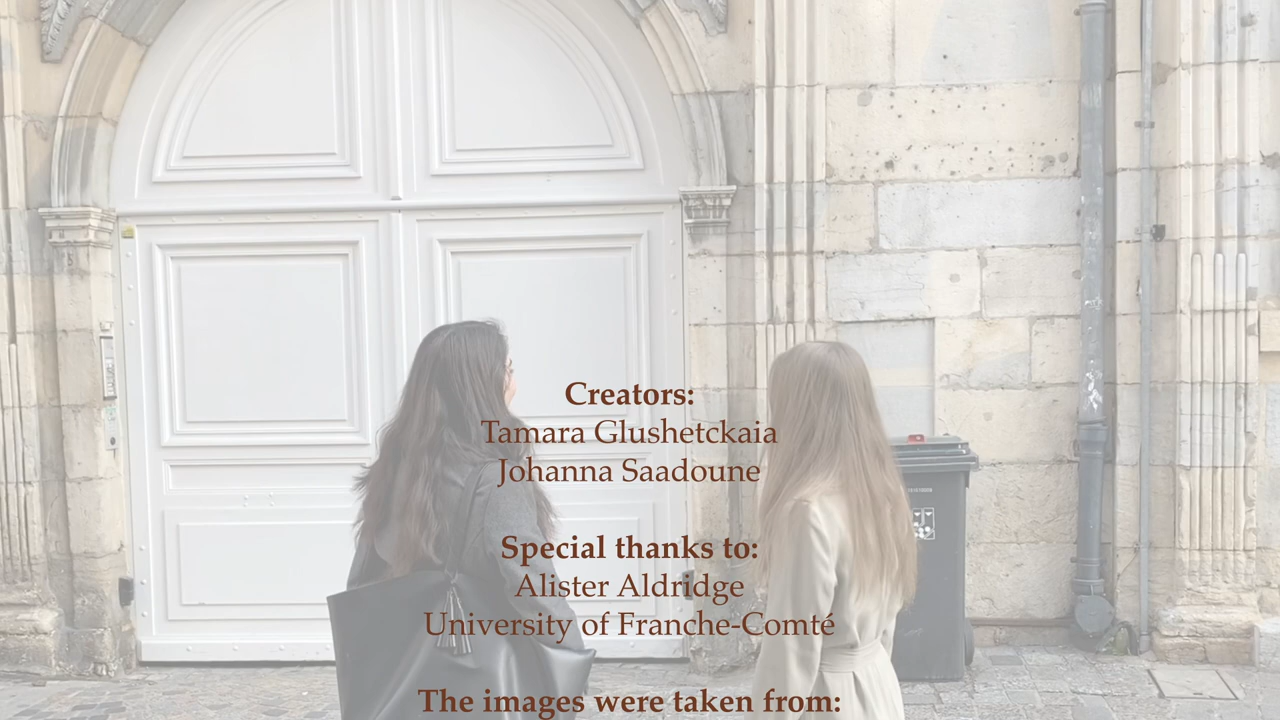 Creators:
Tamara Glushetckaia
Johanna Saadoune
Special thanks to:
Alister Aldridge
University of Franche-Comté
The images were taken from: